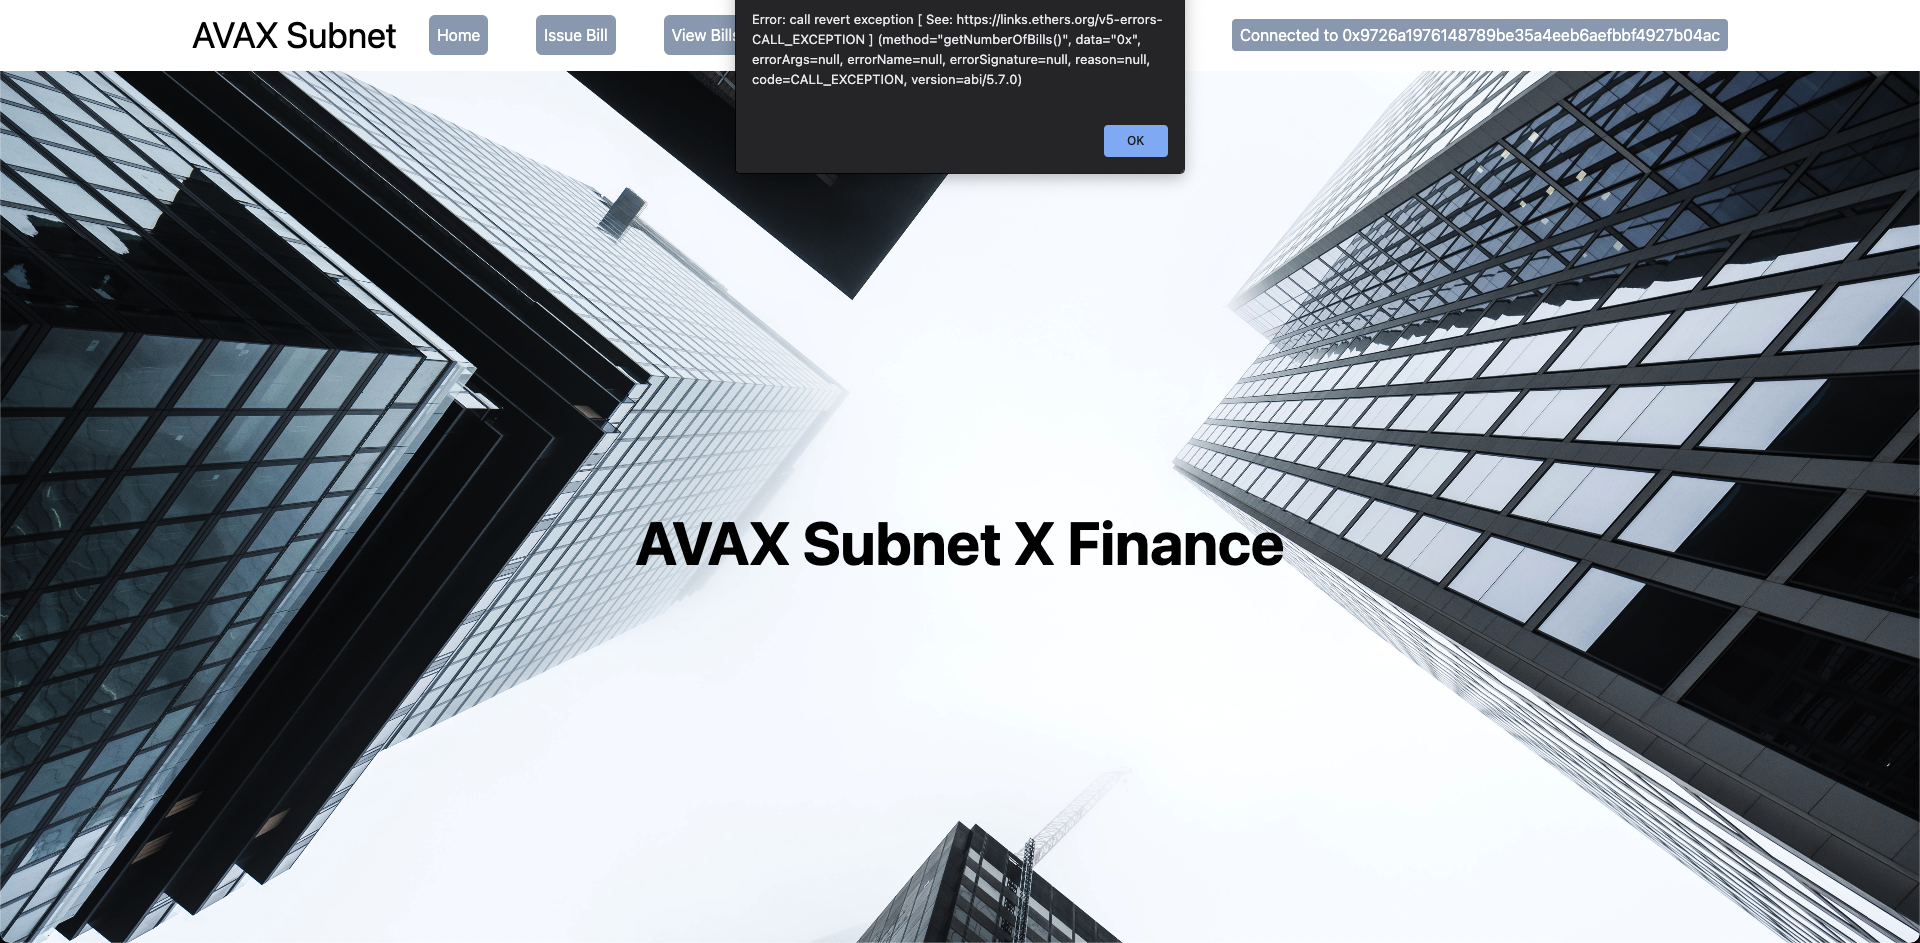 AVAX Subnet
Home
Issue Bill
View Bills
Error: call revert exception [ See: https://links.ethers.org/v5-errors-
CALL_EXCEPTION ] (method="getNumberOfBills()", data="0x",
errorArgs=null, errorName=null, errorSignature=null, reason=null,
code=CALL_EXCEPTION, version=abi/5.7.0)
OK
Connected to 0x9726a1976148789be35a4eeb6aefbbf4927b04ac
AVAX Subnet X Finance